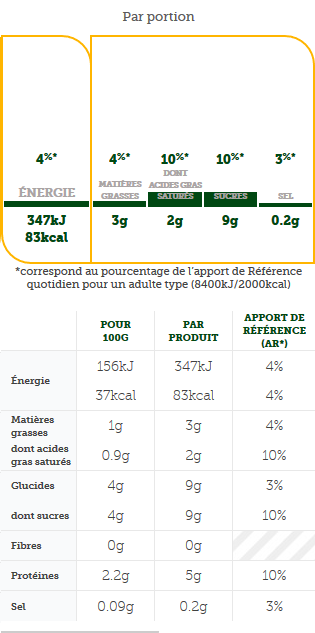 Par portion
4%* 4%* 10%* 10%* 3%*
ÉNERGIE MATIÈRES GRASSES DONT ACIDES GRAS SATURÉS SUCRES SEL
347kJ 3g 2g 9g 0.2g
83kcal
*correspond au pourcentage de l'apport de Référence
quotidien pour un adulte type (8400kJ/2000kcal)
POUR 100G PAR PRODUIT APPORT DE RÉFÉRENCE (AR*)
Énergie 156kJ 347kJ 4%
37kcal 83kcal 4%
Matières grasses 1g 3g 4%
dont acides gras saturés 0.9g 2g 10%
Glucides 4g 9g 3%
dont sucres 4g 9g 10%
Fibres 0g 0g
Protéines 2.2g 5g 10%
Sel 0.09g 0.2g 3%